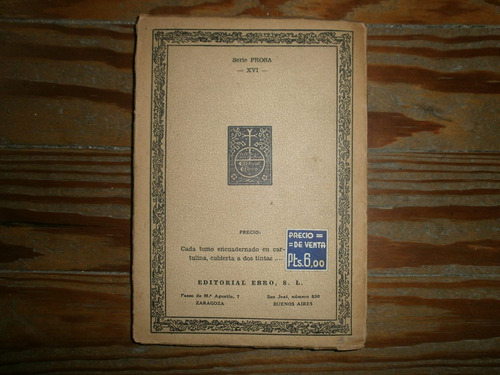 Serie PROSA
— XVI —
PRECIO:
Cada tomo encuadernado en car-
tulina, cubierta a dos tintas ...
PRECIO =
= DE VENTA
Pts. 6,00
EDITORIAL EBRO, S. L.
Paseo de M.ª Agustín, 7
ZARAGOZA
San José, número
BUENOS AIRES